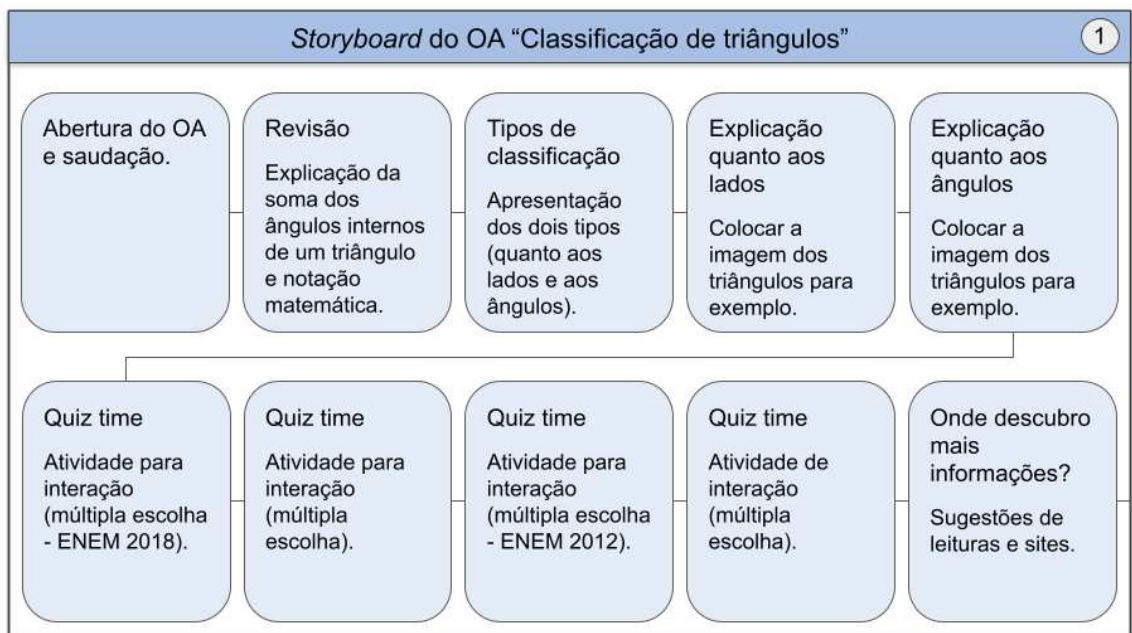 Storyboard do OA “Classificação de triângulos”
1
Abertura do OA
e saudação.
Revisão
Explicação da
soma dos
ângulos internos
de um triângulo
e notação
matemática.
Tipos de
classificação
Apresentação
dos dois tipos
(quanto aos
lados e aos
ângulos).
Explicação
quanto aos
lados
Colocar a
imagem dos
triângulos para
exemplo.
Explicação
quanto aos
ângulos
Colocar a
imagem dos
triângulos para
exemplo.
Quiz time
Atividade para
interação
(múltipla escolha
- ENEM 2018).
Quiz time
Atividade para
interação
(múltipla
escolha).
Quiz time
Atividade para
interação
(múltipla escolha
- ENEM 2012).
Quiz time
Atividade de
interação
(múltipla
escolha).
Onde descubro
mais
informações?
Sugestões de
leituras e sites.